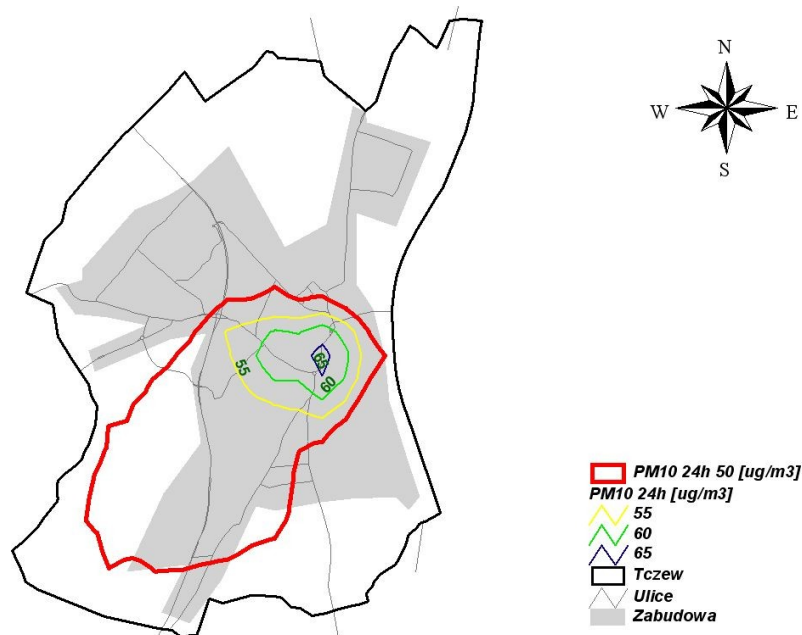 N
W E
S
65
55
60
PM10 24h 50 [ug/m3]
PM10 24h [ug/m3]
55
60
65
Tczew
Ulice
Zabudowa